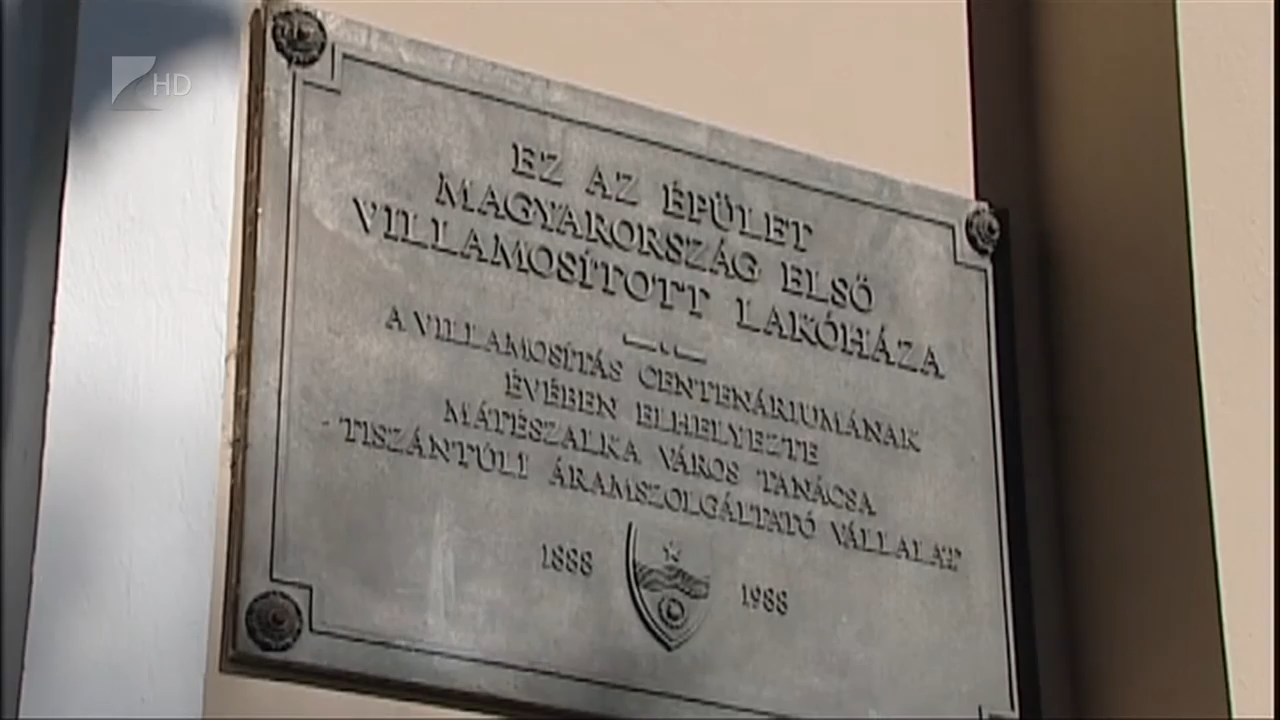 HD
EZ AZ ÉPÜLET
MAGYARORSZÁG ELSŐ
VILLAMOSÍTOTT LAKÓHÁZA
A VILLAMOSÍTÁS CENTENÁRIUMÁNAK
ÉVÉBEN ELHELYEZTE
MÁTÉSZALKA VÁROS TANÁCSA
- TISZÁNTÚLI ÁRAMSZOLGÁLTATÓ VÁLLALAT
1888 1988